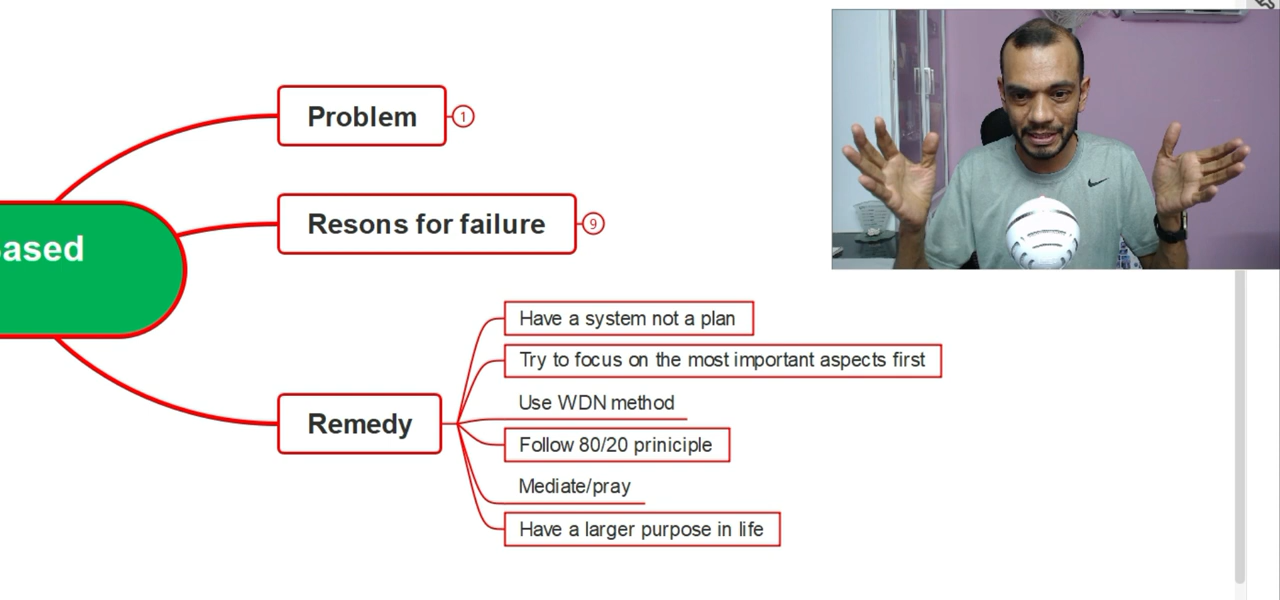 Problem
1
ased
Resons for failure
9
Have a system not a plan
Try to focus on the most important aspects first
Use WDN method
Remedy
Follow 80/20 priniciple
Mediate/pray
Have a larger purpose in life